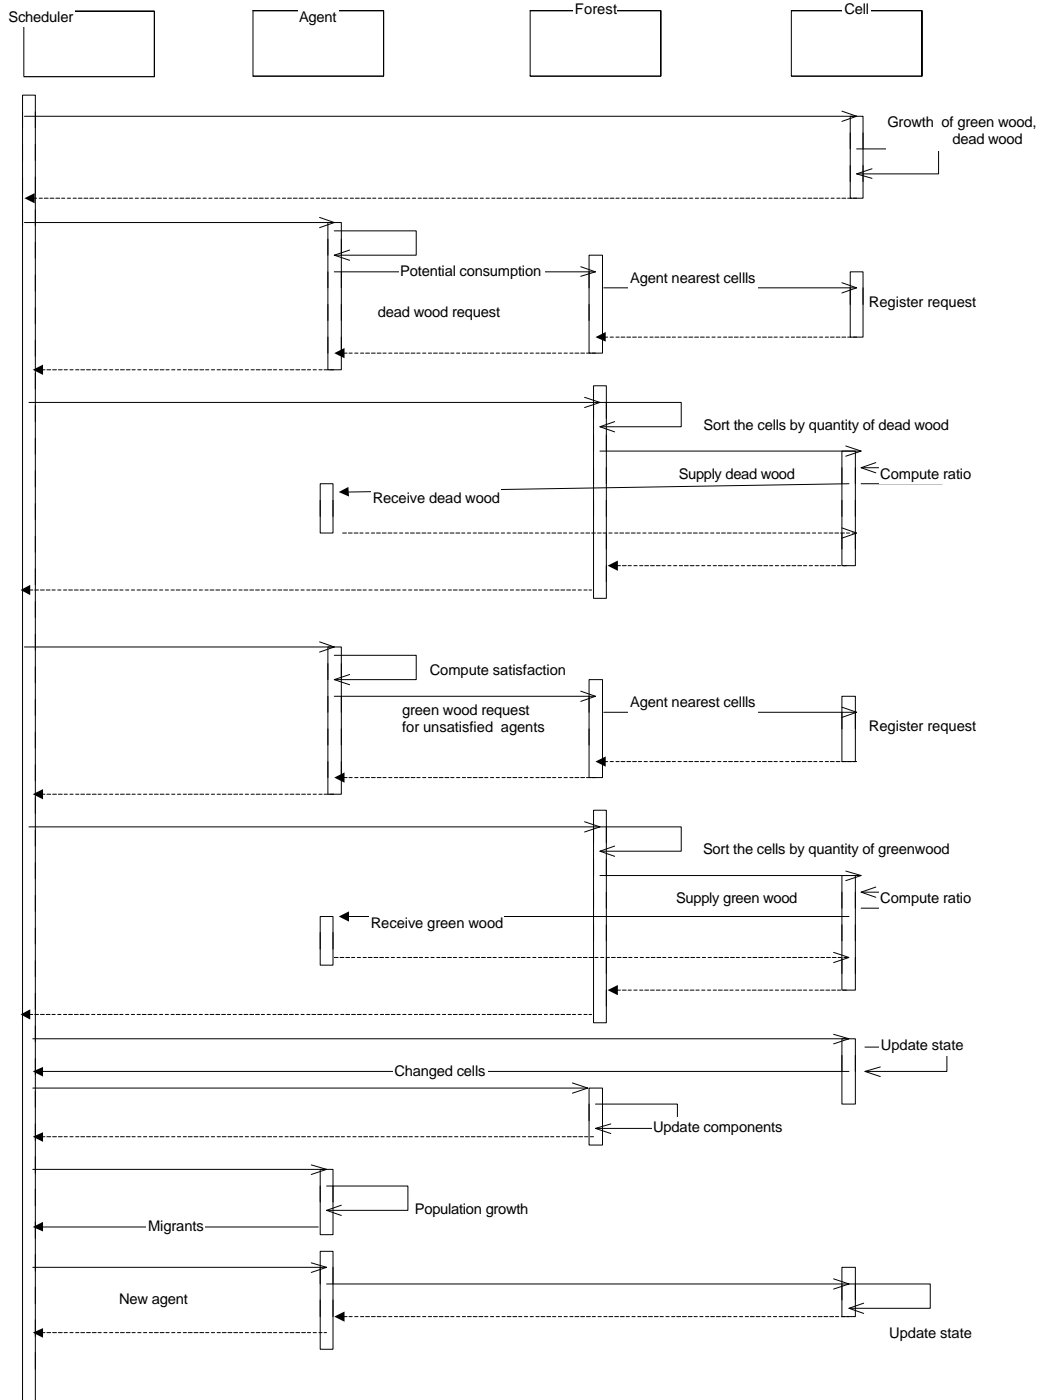 Scheduler
Agent
Forest
Cell
Growth of green wood,
dead wood
Potential consumption
Agent nearest cellls
dead wood request
Register request
Sort the cells by quantity of dead wood
Supply dead wood
Compute ratio
Receive dead wood
Compute satisfaction
green wood request
for unsatisfied agents
Agent nearest cellls
Register request
Sort the cells by quantity of greenwood
Supply green wood
Compute ratio
Receive green wood
Update state
Changed cells
Update components
Population growth
Migrants
New agent
Update state